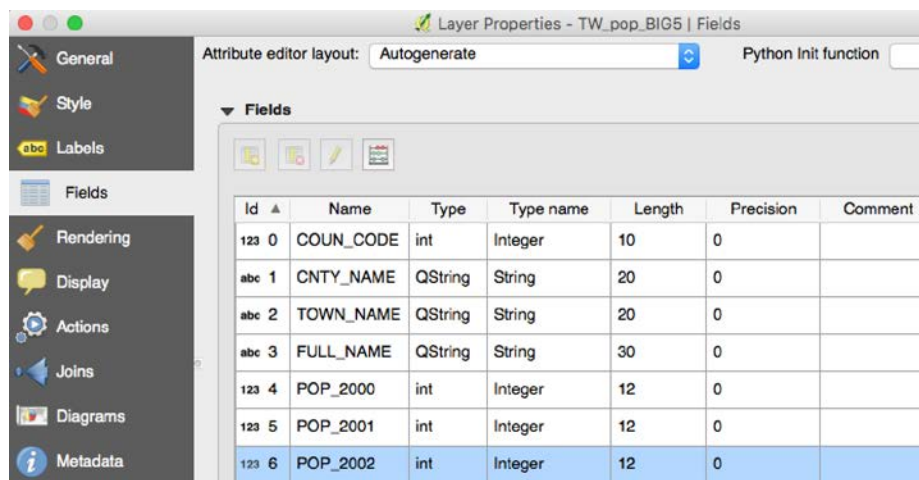 Layer Properties - TW_pop_BIG5 | Fields
General
Style
Labels
Fields
Rendering
Display
Actions
Joins
Diagrams
Metadata
Attribute editor layout: Autogenerate Python Init function
Fields
Id Name Type Type name Length Precision Comment
123 0 COUN_CODE int Integer 10 0
abc 1 CNTY_NAME QString String 20 0
abc 2 TOWN_NAME QString String 20 0
abc 3 FULL_NAME QString String 30 0
123 4 POP_2000 int Integer 12 0
123 5 POP_2001 int Integer 12 0
123 6 POP_2002 int Integer 12 0